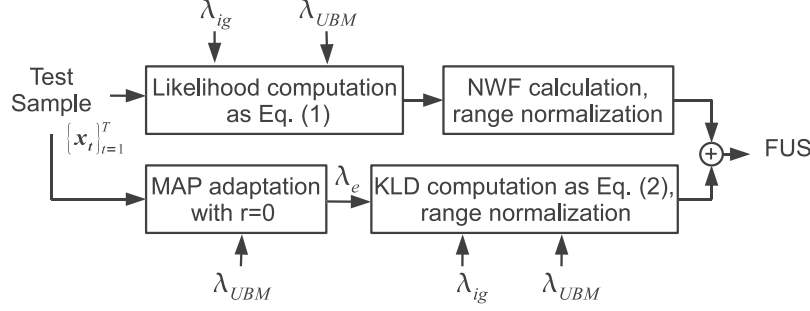 λ_ig λ_UBM
Test
Sample
{x_t}_{t=1}^T
Likelihood computation
as Eq. (1)
NWF calculation,
range normalization
+
FUS
MAP adaptation
with r=0
λ_e
KLD computation as Eq. (2),
range normalization
λ_UBM
λ_ig λ_UBM